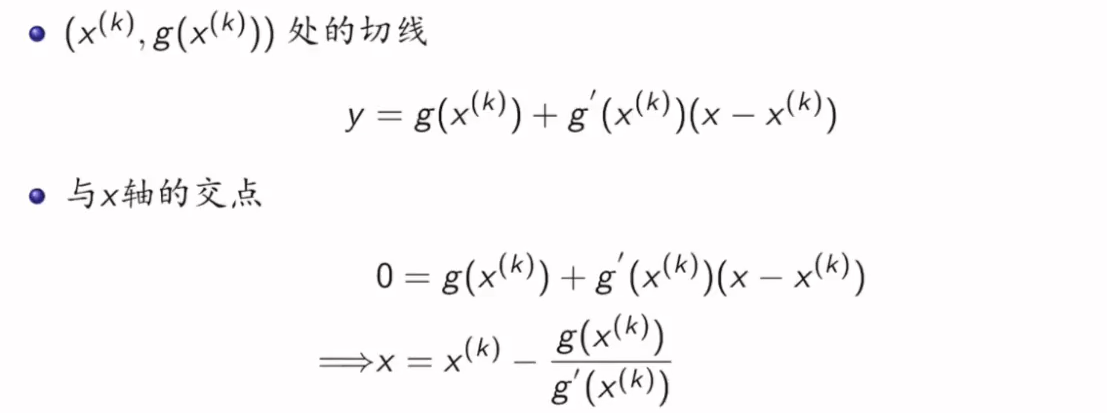 • (x^(k), g(x^(k))) 处的切线
y = g(x^(k)) + g′(x^(k))(x − x^(k))
• 与x轴的交点
0 = g(x^(k)) + g′(x^(k))(x − x^(k))
⟹x = x^(k) − g(x^(k)) / g′(x^(k))